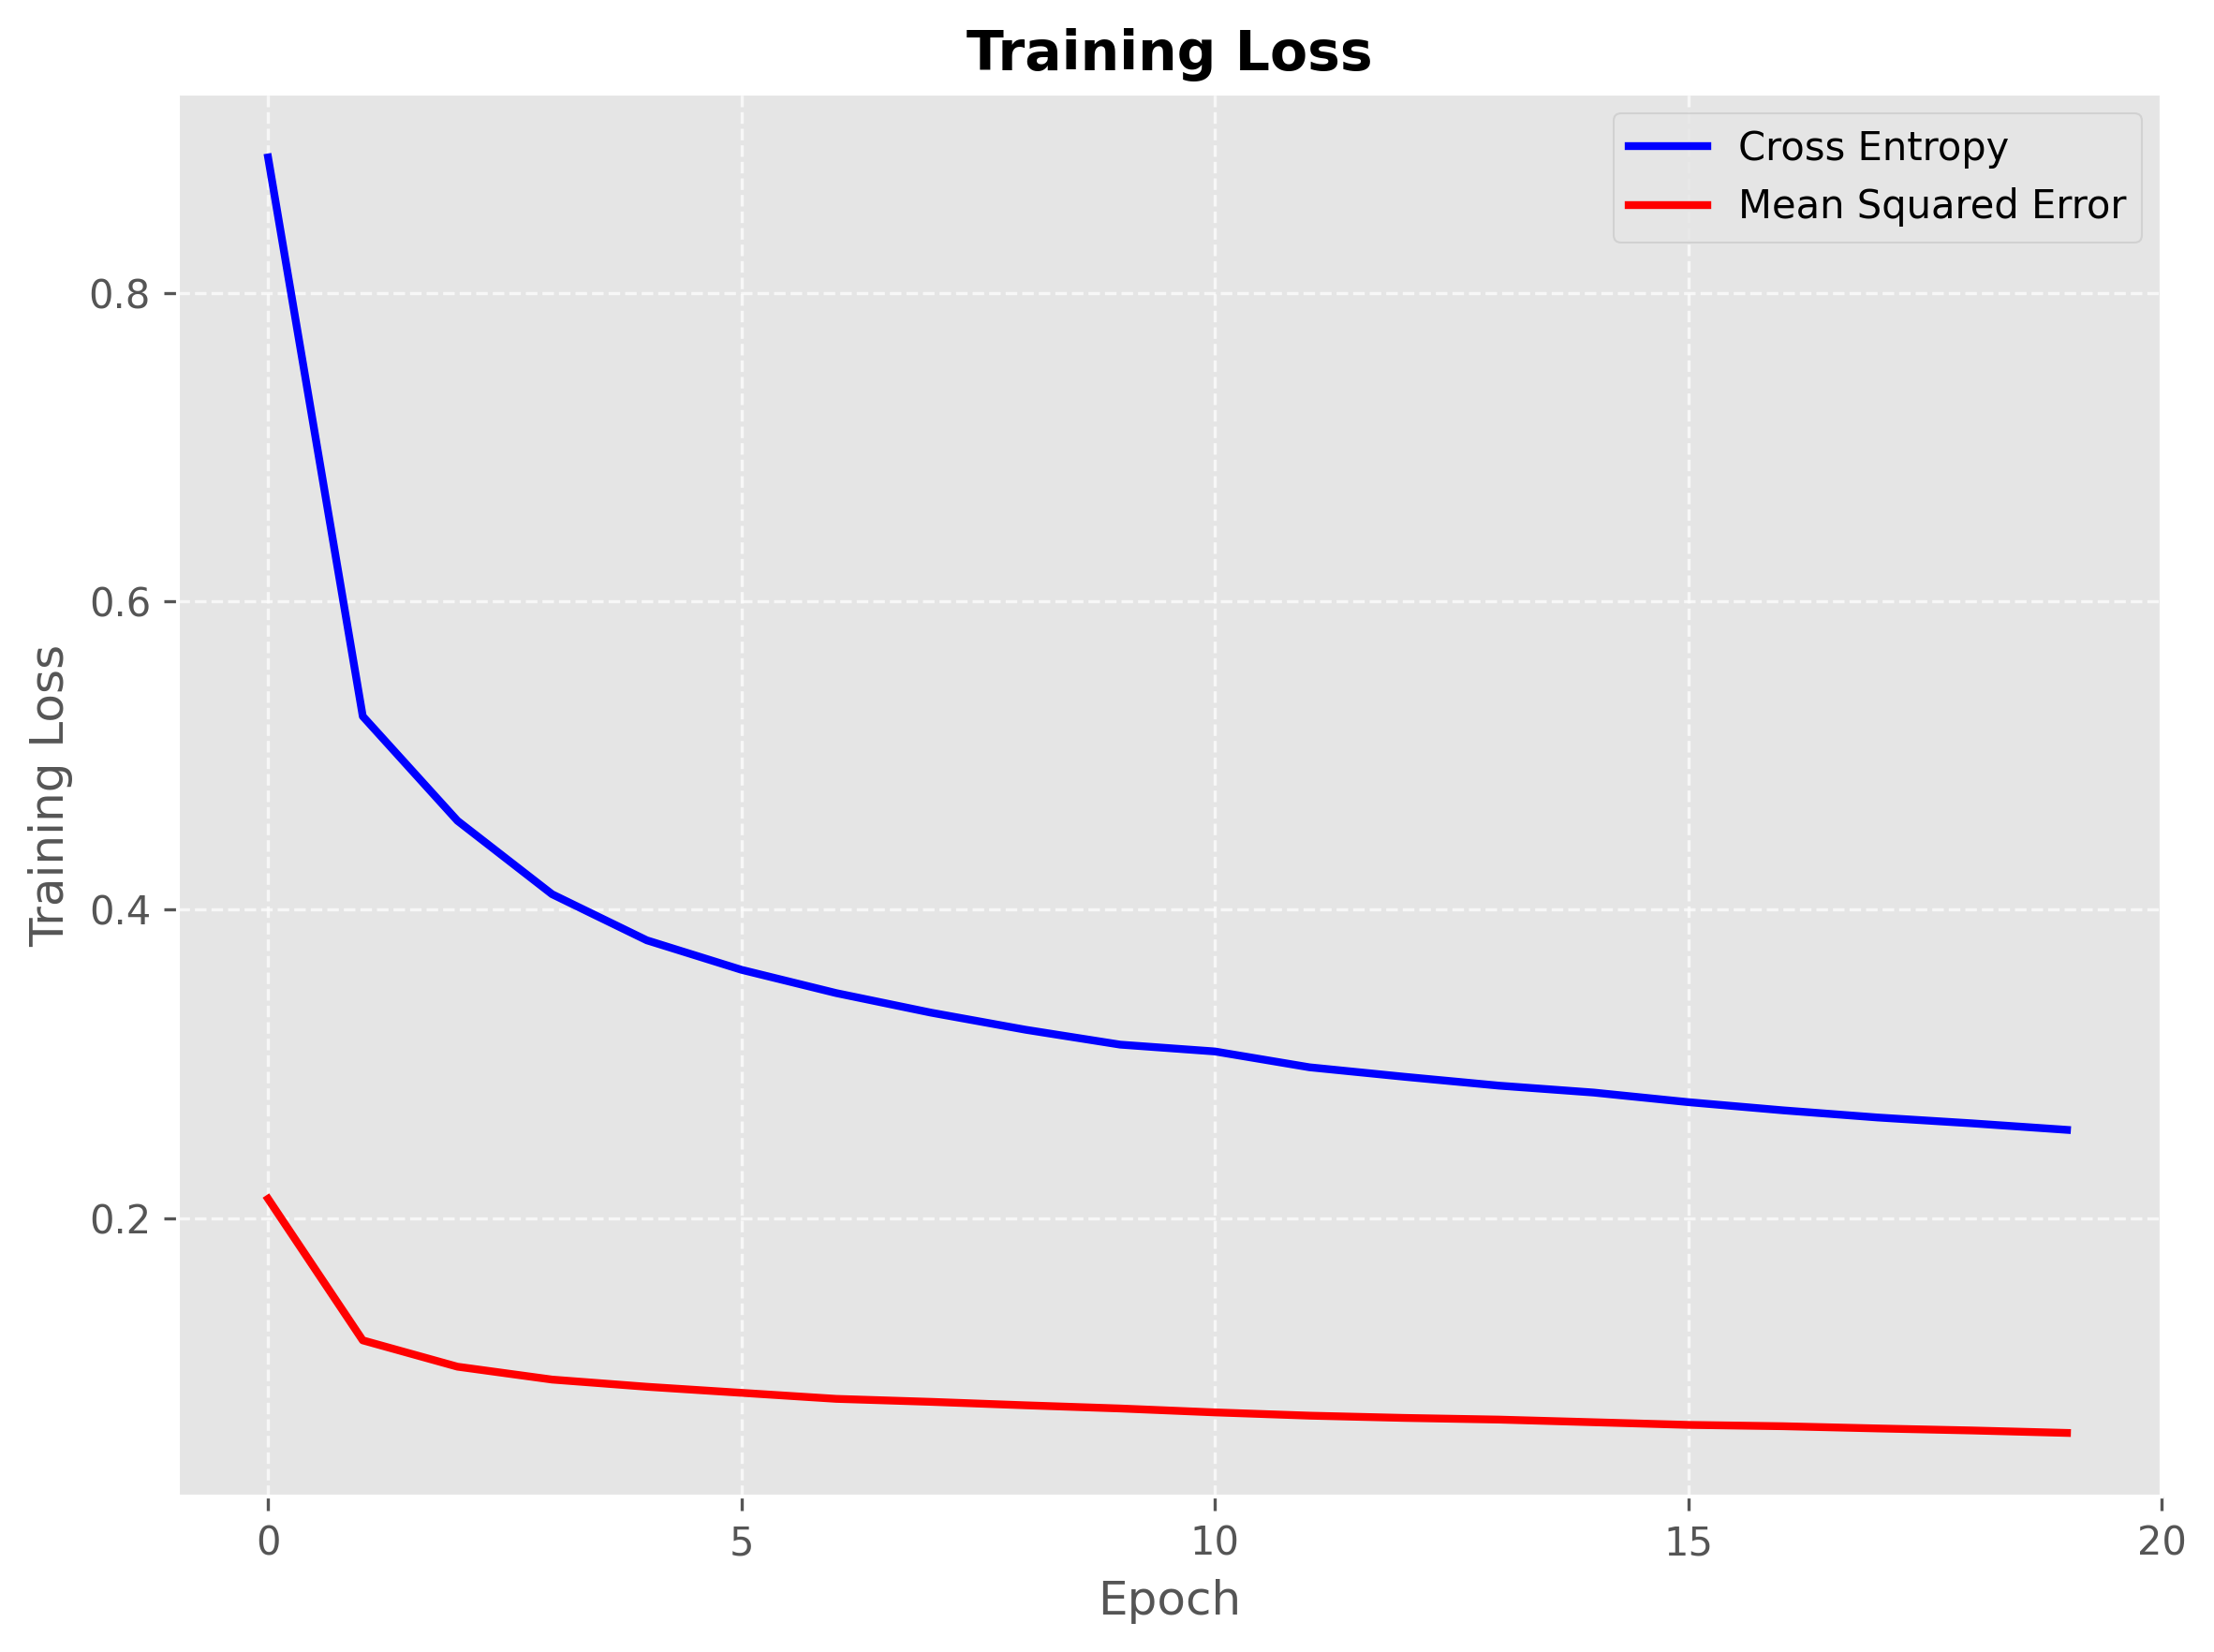 Training Loss
Cross Entropy
Mean Squared Error
Training Loss
0.8
0.6
0.4
0.2
0 5 10 15 20
Epoch